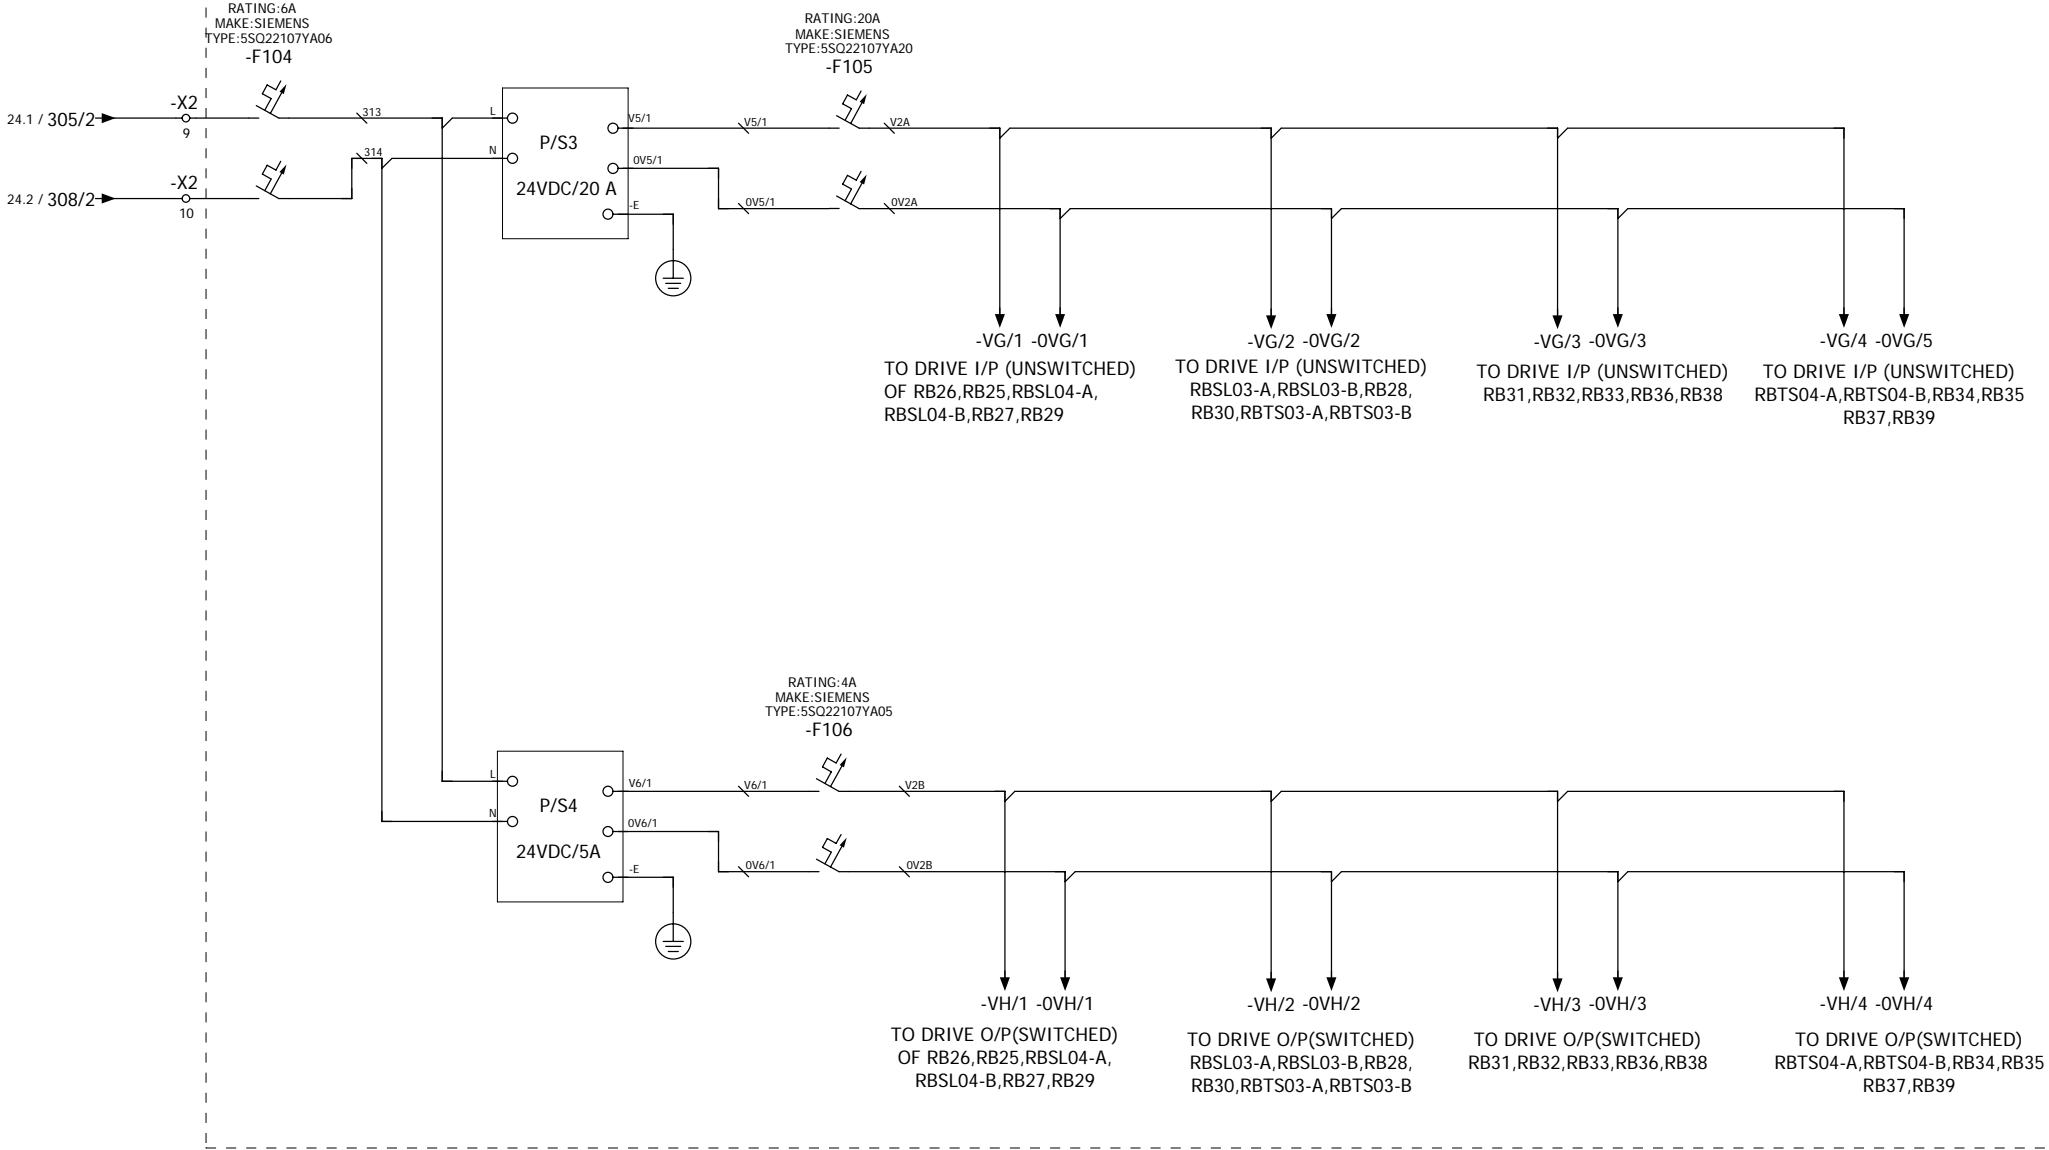 RATING:6A
MAKE:SIEMENS
TYPE:5SQ22107YA06
-F104
RATING:20A
MAKE:SIEMENS
TYPE:5SQ22107YA20
-F105
24.1 / 305/2
-X2
9
313
L
P/S3
V5/1
V5/1
V2A
314
N
0V5/1
24.2 / 308/2
-X2
10
24VDC/20 A
-E
0V5/1
0V2A
-VG/1 -0VG/1
TO DRIVE I/P (UNSWITCHED)
OF RB26,RB25,RBSL04-A,
RBSL04-B,RB27,RB29
-VG/2 -0VG/2
TO DRIVE I/P (UNSWITCHED)
RBSL03-A,RBSL03-B,RB28,
RB30,RBTS03-A,RBTS03-B
-VG/3 -0VG/3
TO DRIVE I/P (UNSWITCHED)
RB31,RB32,RB33,RB36,RB38
-VG/4 -0VG/5
TO DRIVE I/P (UNSWITCHED)
RBTS04-A,RBTS04-B,RB34,RB35
RB37,RB39
RATING:4A
MAKE:SIEMENS
TYPE:5SQ22107YA05
-F106
L
P/S4
V6/1
V6/1
V2B
N
0V6/1
24VDC/5A
-E
0V6/1
0V2B
-VH/1 -0VH/1
TO DRIVE O/P(SWITCHED)
OF RB26,RB25,RBSL04-A,
RBSL04-B,RB27,RB29
-VH/2 -0VH/2
TO DRIVE O/P(SWITCHED)
RBSL03-A,RBSL03-B,RB28,
RB30,RBTS03-A,RBTS03-B
-VH/3 -0VH/3
TO DRIVE O/P(SWITCHED)
RB31,RB32,RB33,RB36,RB38
-VH/4 -0VH/4
TO DRIVE O/P(SWITCHED)
RBTS04-A,RBTS04-B,RB34,RB35
RB37,RB39